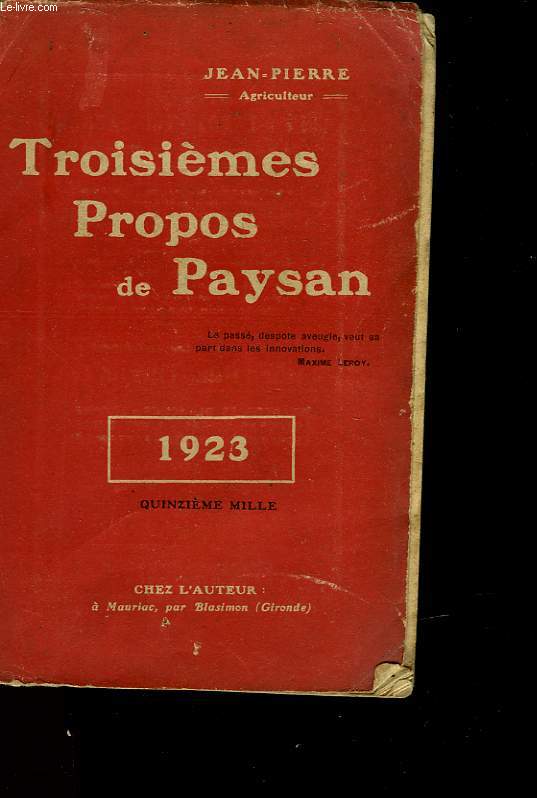 Le-livre.com
JEAN-PIERRE
Agriculteur
Troisièmes
Propos
de Paysan
Le passé, despote aveugle, veut sa
part dans les innovations.
MAXIME LEROY.
1923
QUINZIÈME MILLE
CHEZ L'AUTEUR :
à Mauriac, par Blasimon (Gironde)